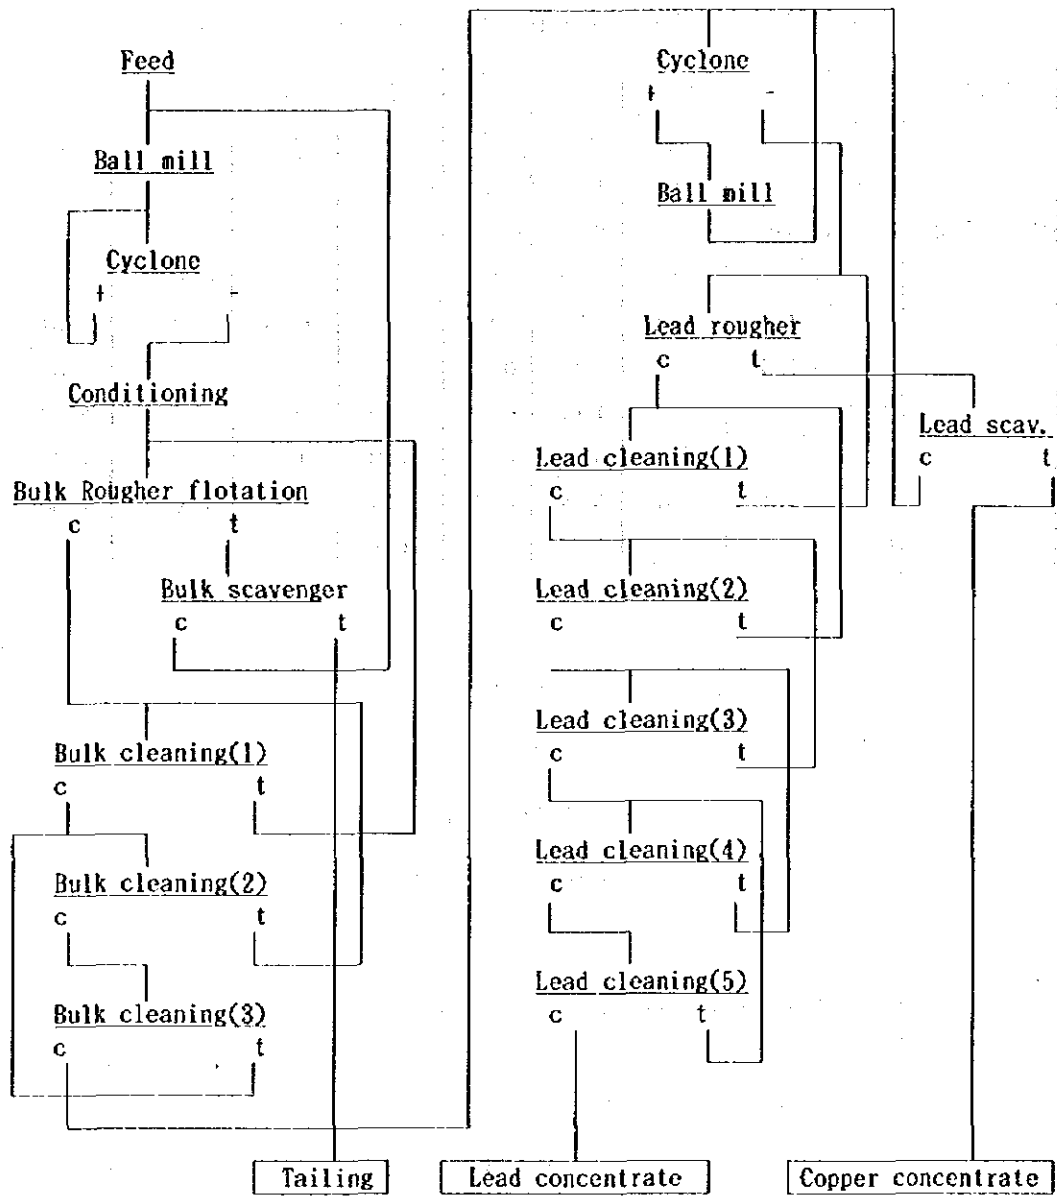 Feed
Ball mill
Cyclone
+ -
Conditioning
Bulk Rougher flotation
c t
Bulk scavenger
c t
Bulk cleaning(1)
c t
Bulk cleaning(2)
c t
Bulk cleaning(3)
c t
Cyclone
+ -
Ball mill
Lead rougher
c t
Lead scav.
c t
Lead cleaning(1)
c t
Lead cleaning(2)
c t
Lead cleaning(3)
c t
Lead cleaning(4)
c t
Lead cleaning(5)
c t
Tailing
Lead concentrate
Copper concentrate